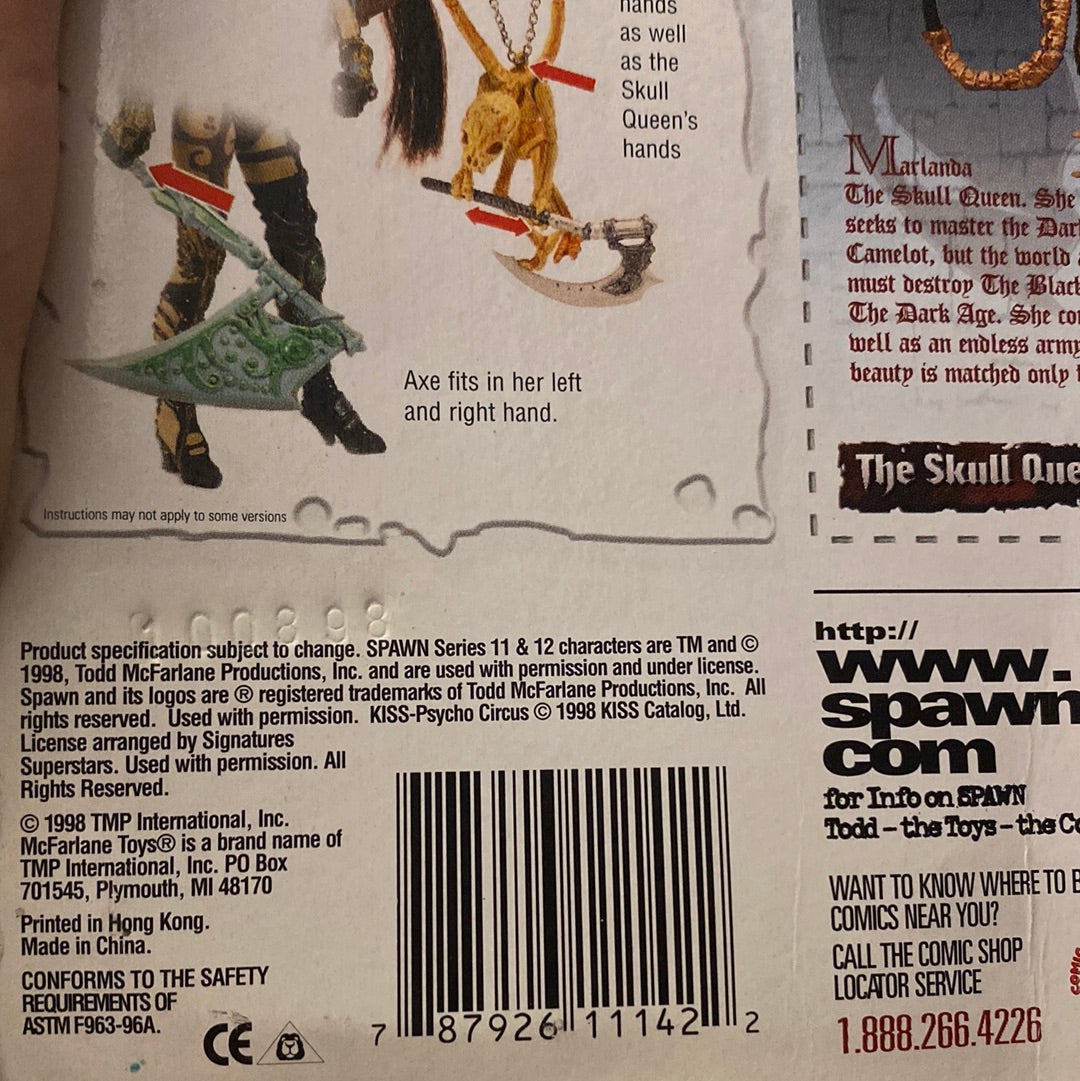 hands
as well
as the
Skull
Queen's
hands
Axe fits in her left
and right hand.
Instructions may not apply to some versions
Marlanda
The Skull Queen. She
seeks to master the Dark
Camelot, but the world
must destroy The Black
The Dark Age. She
well as an endless army
beauty is matched only
The Skull Que
100898
Product specification subject to change. SPAWN Series 11 & 12 characters are TM and ©
1998, Todd McFarlane Productions, Inc. and are used with permission and under license.
Spawn and its logos are ® registered trademarks of Todd McFarlane Productions, Inc. All
rights reserved. Used with permission. KISS-Psycho Circus © 1998 KISS Catalog, Ltd.
License arranged by Signatures
Superstars. Used with permission. All
Rights Reserved.
© 1998 TMP International, Inc.
McFarlane Toys® is a brand name of
TMP International, Inc. PO Box
701545, Plymouth, MI 48170
Printed in Hong Kong.
Made in China.
CONFORMS TO THE SAFETY
REQUIREMENTS OF
ASTM F963-96A.
CE
7 87926 11142 2
http://
www.
spawn
com
for Info on SPAWN
Todd-the Toys-the
WANT TO KNOW WHERE TO
COMICS NEAR YOU?
CALL THE COMIC SHOP
LOCATOR SERVICE
1.888.266.4226
COMIC